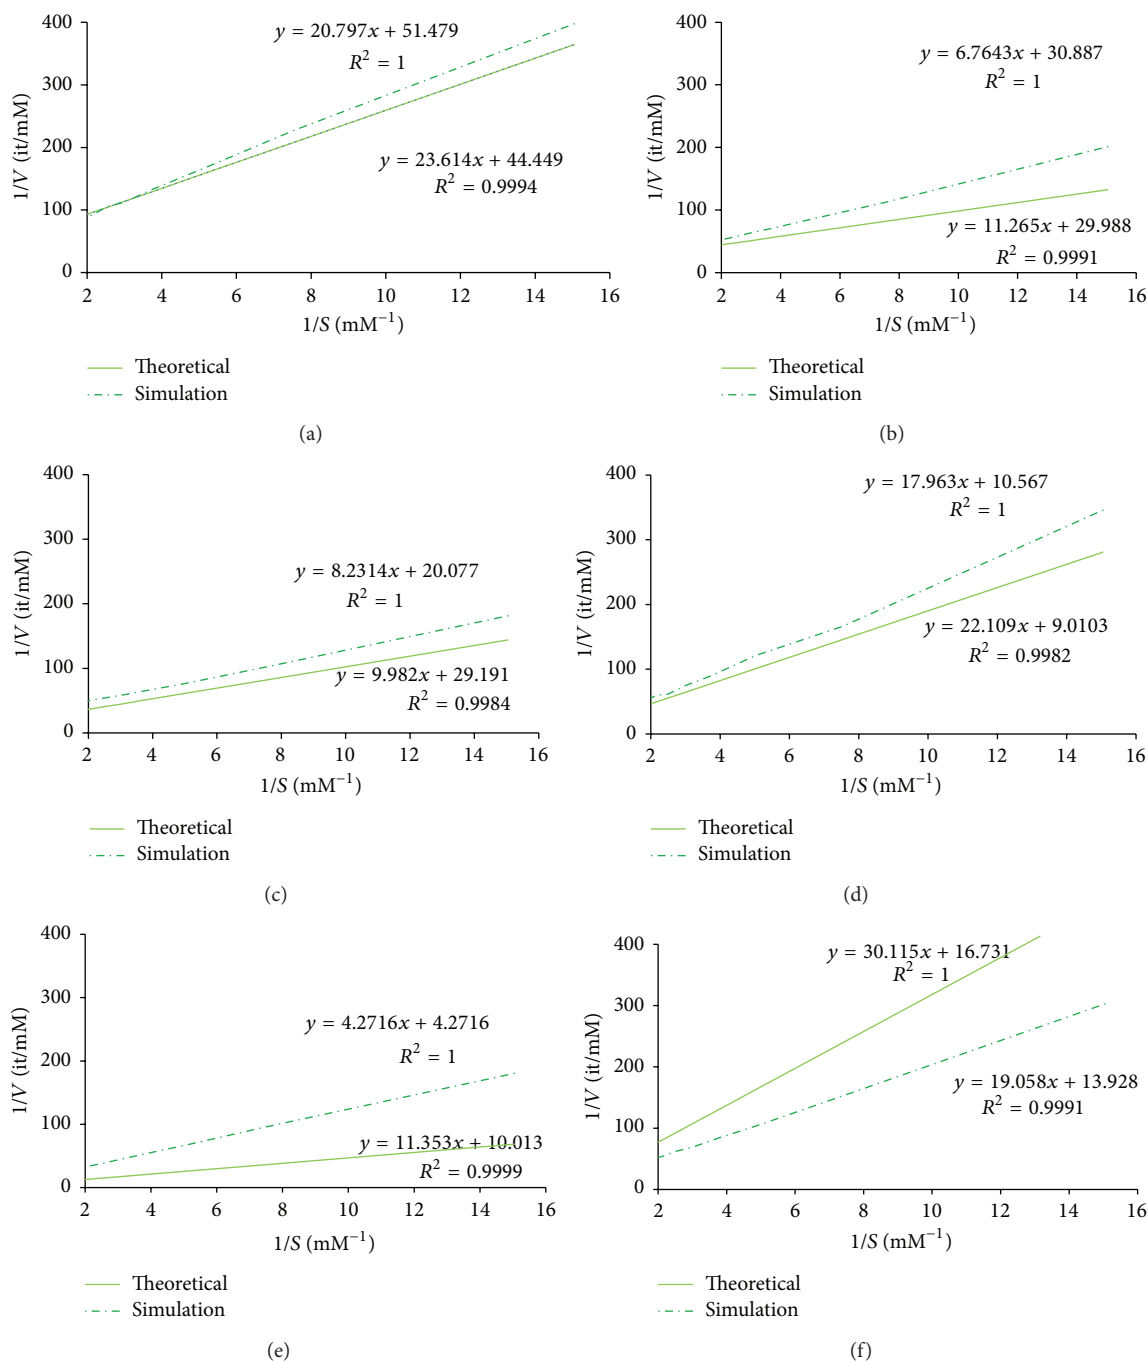 400
300
200
100
0
1/V (it/mM)
y = 20.797x + 51.479
R² = 1
y = 23.614x + 44.449
R² = 0.9994
2 4 6 8 10 12 14 16
1/S (mM⁻¹)
Theoretical
Simulation
(a)
400
300
200
100
0
1/V (it/mM)
y = 6.7643x + 30.887
R² = 1
y = 11.265x + 29.988
R² = 0.9991
2 4 6 8 10 12 14 16
1/S (mM⁻¹)
Theoretical
Simulation
(b)
400
300
200
100
0
1/V (it/mM)
y = 8.2314x + 20.077
R² = 1
y = 9.982x + 29.191
R² = 0.9984
2 4 6 8 10 12 14 16
1/S (mM⁻¹)
Theoretical
Simulation
(c)
400
300
200
100
0
1/V (it/mM)
y = 17.963x + 10.567
R² = 1
y = 22.109x + 9.0103
R² = 0.9982
2 4 6 8 10 12 14 16
1/S (mM⁻¹)
Theoretical
Simulation
(d)
400
300
200
100
0
1/V (it/mM)
y = 4.2716x + 4.2716
R² = 1
y = 11.353x + 10.013
R² = 0.9999
2 4 6 8 10 12 14 16
1/S (mM⁻¹)
Theoretical
Simulation
(e)
400
300
200
100
0
1/V (it/mM)
y = 30.115x + 16.731
R² = 1
y = 19.058x + 13.928
R² = 0.9991
2 4 6 8 10 12 14 16
1/S (mM⁻¹)
Theoretical
Simulation
(f)